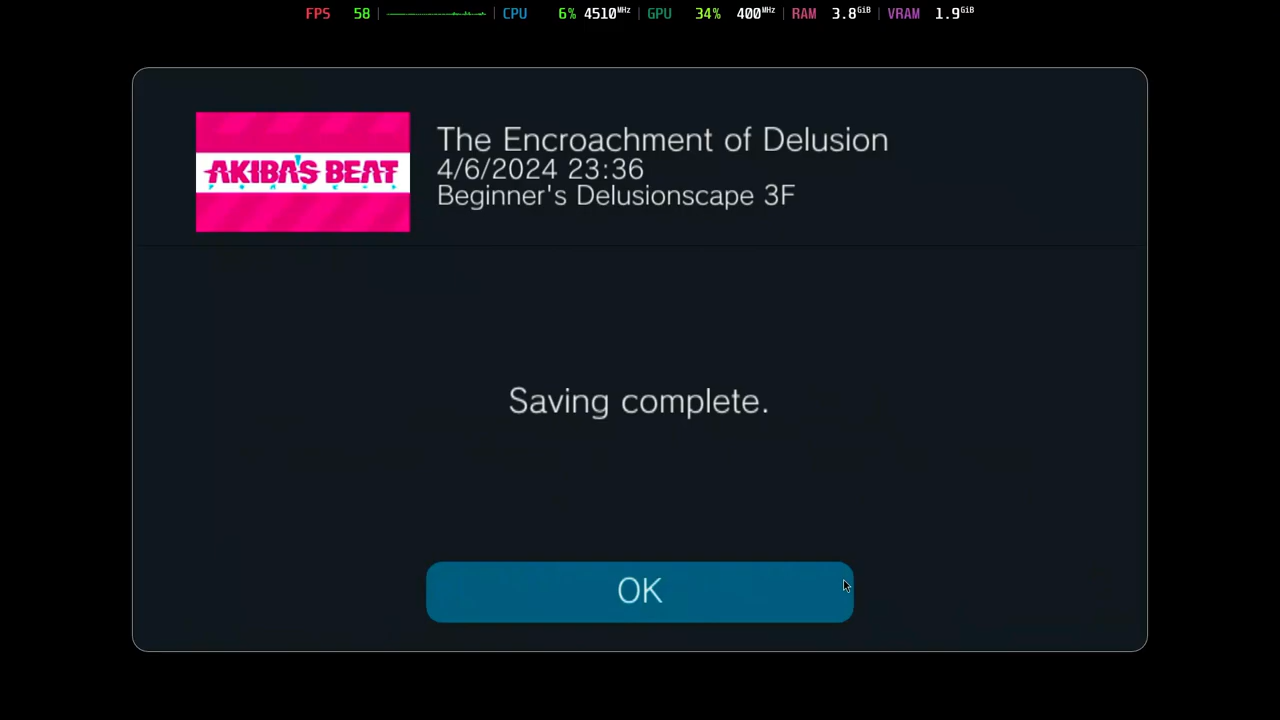 FPS 58 CPU 6% 4510MHz GPU 34% 400MHz RAM 3.8GiB VRAM 1.9GiB
AKIBA'S BEAT
The Encroachment of Delusion
4/6/2024 23:36
Beginner's Delusionscape 3F
Saving complete.
OK